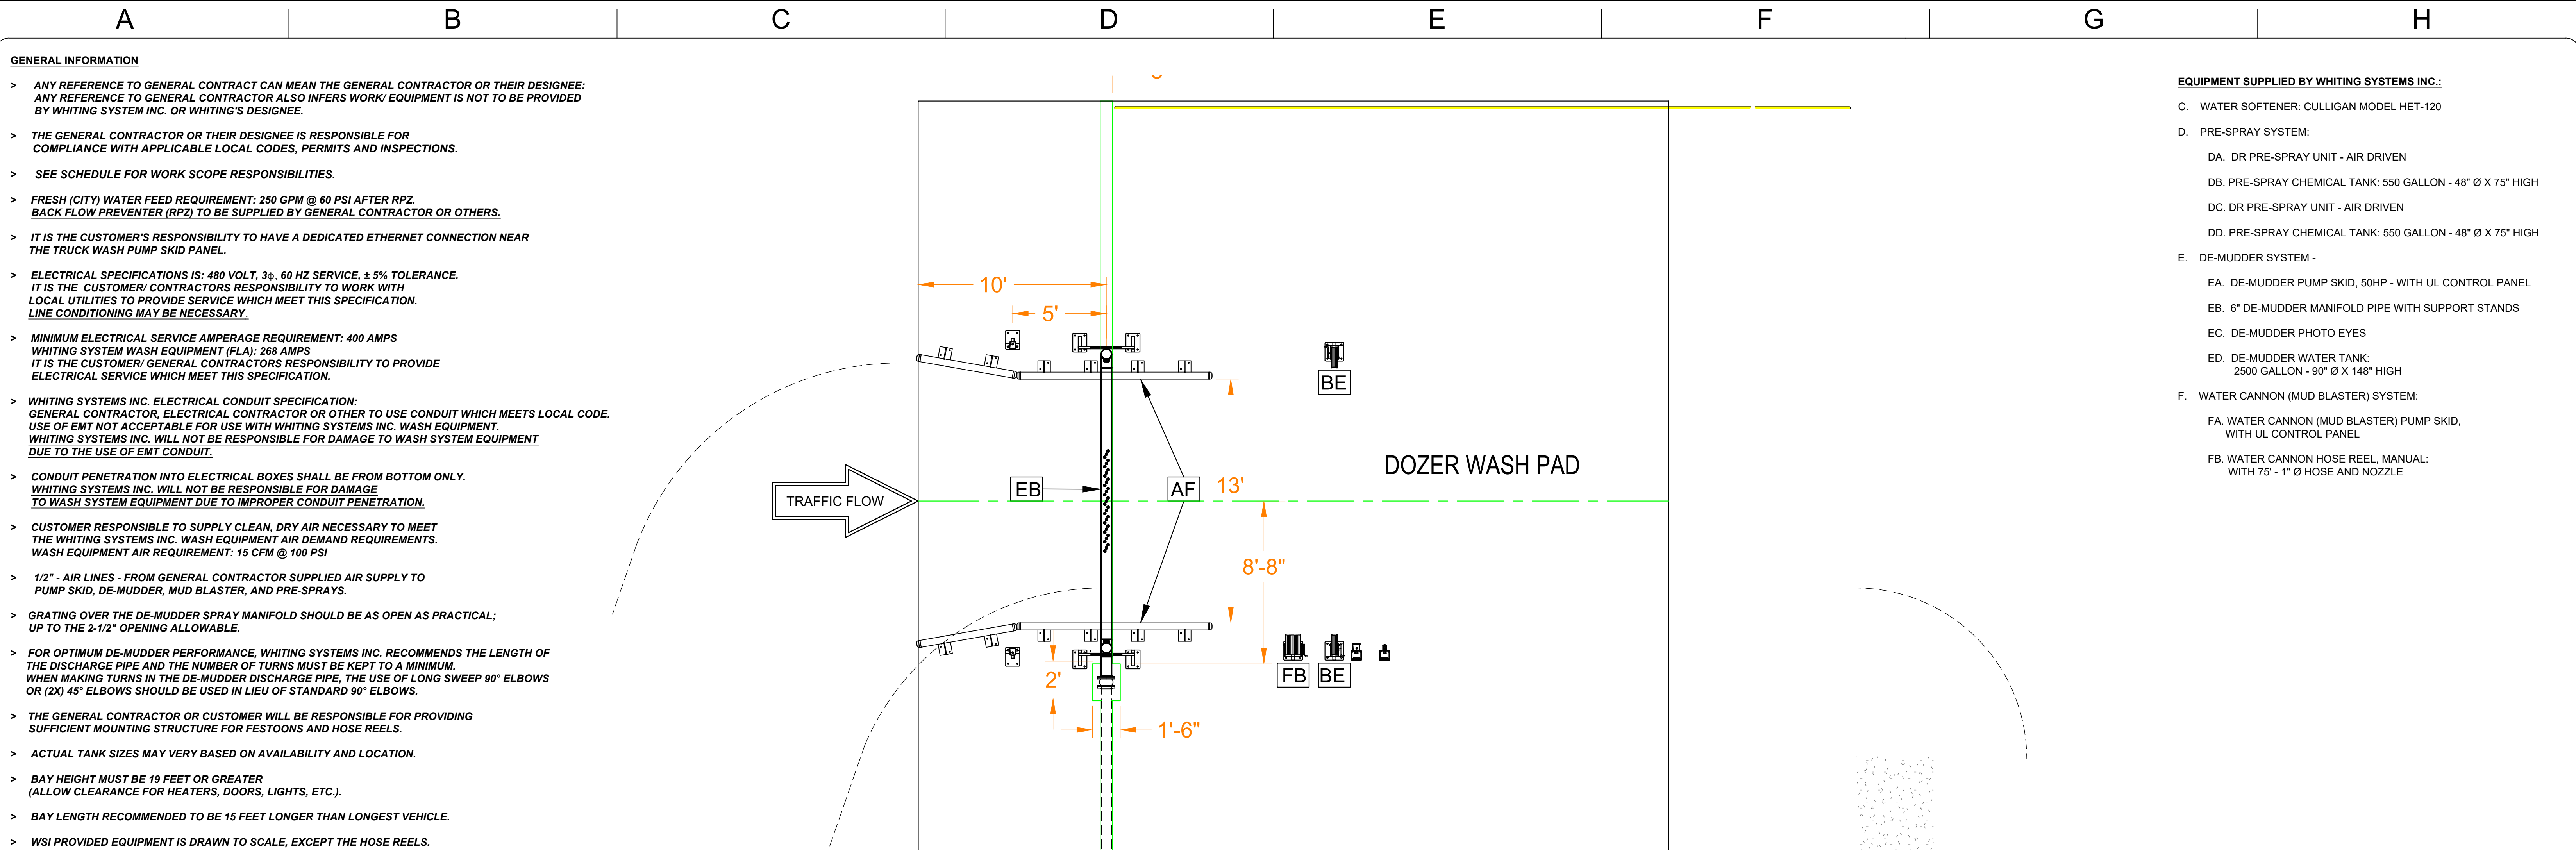 A B C D E F G H
GENERAL INFORMATION
> ANY REFERENCE TO GENERAL CONTRACT CAN MEAN THE GENERAL CONTRACTOR OR THEIR DESIGNEE:
ANY REFERENCE TO GENERAL CONTRACTOR ALSO INFERS WORK/ EQUIPMENT IS NOT TO BE PROVIDED
BY WHITING SYSTEM INC. OR WHITING'S DESIGNEE.
> THE GENERAL CONTRACTOR OR THEIR DESIGNEE IS RESPONSIBLE FOR
COMPLIANCE WITH APPLICABLE LOCAL CODES, PERMITS AND INSPECTIONS.
> SEE SCHEDULE FOR WORK SCOPE RESPONSIBILITIES.
> FRESH (CITY) WATER FEED REQUIREMENT: 250 GPM @ 60 PSI AFTER RPZ.
BACK FLOW PREVENTER (RPZ) TO BE SUPPLIED BY GENERAL CONTRACTOR OR OTHERS.
> IT IS THE CUSTOMER'S RESPONSIBILITY TO HAVE A DEDICATED ETHERNET CONNECTION NEAR
THE TRUCK WASH PUMP SKID PANEL.
> ELECTRICAL SPECIFICATIONS IS: 480 VOLT, 3Φ, 60 HZ SERVICE, ± 5% TOLERANCE.
IT IS THE CUSTOMER/ CONTRACTORS RESPONSIBILITY TO WORK WITH
LOCAL UTILITIES TO PROVIDE SERVICE WHICH MEET THIS SPECIFICATION.
LINE CONDITIONING MAY BE NECESSARY.
> MINIMUM ELECTRICAL SERVICE AMPERAGE REQUIREMENT: 400 AMPS
WHITING SYSTEM WASH EQUIPMENT (FLA): 268 AMPS
IT IS THE CUSTOMER/ GENERAL CONTRACTORS RESPONSIBILITY TO PROVIDE
ELECTRICAL SERVICE WHICH MEET THIS SPECIFICATION.
> WHITING SYSTEMS INC. ELECTRICAL CONDUIT SPECIFICATION:
GENERAL CONTRACTOR, ELECTRICAL CONTRACTOR OR OTHER TO USE CONDUIT WHICH MEETS LOCAL CODE.
USE OF EMT NOT ACCEPTABLE FOR USE WITH WHITING SYSTEMS INC. WASH EQUIPMENT.
WHITING SYSTEMS INC. WILL NOT BE RESPONSIBLE FOR DAMAGE TO WASH SYSTEM EQUIPMENT
DUE TO THE USE OF EMT CONDUIT.
> CONDUIT PENETRATION INTO ELECTRICAL BOXES SHALL BE FROM BOTTOM ONLY.
WHITING SYSTEMS INC. WILL NOT BE RESPONSIBLE FOR DAMAGE
TO WASH SYSTEM EQUIPMENT DUE TO IMPROPER CONDUIT PENETRATION.
> CUSTOMER RESPONSIBLE TO SUPPLY CLEAN, DRY AIR NECESSARY TO MEET
THE WHITING SYSTEMS INC. WASH EQUIPMENT AIR DEMAND REQUIREMENTS.
WASH EQUIPMENT AIR REQUIREMENT: 15 CFM @ 100 PSI
> 1/2" - AIR LINES - FROM GENERAL CONTRACTOR SUPPLIED AIR SUPPLY TO
PUMP SKID, DE-MUDDER, MUD BLASTER, AND PRE-SPRAYS.
> GRATING OVER THE DE-MUDDER SPRAY MANIFOLD SHOULD BE AS OPEN AS PRACTICAL;
UP TO THE 2-1/2" OPENING ALLOWABLE.
> FOR OPTIMUM DE-MUDDER PERFORMANCE, WHITING SYSTEMS INC. RECOMMENDS THE LENGTH OF
THE DISCHARGE PIPE AND THE NUMBER OF TURNS MUST BE KEPT TO A MINIMUM.
WHEN MAKING TURNS IN THE DE-MUDDER DISCHARGE PIPE, THE USE OF LONG SWEEP 90° ELBOWS
OR (2X) 45° ELBOWS SHOULD BE USED IN LIEU OF STANDARD 90° ELBOWS.
> THE GENERAL CONTRACTOR OR CUSTOMER WILL BE RESPONSIBLE FOR PROVIDING
SUFFICIENT MOUNTING STRUCTURE FOR FESTOONS AND HOSE REELS.
> ACTUAL TANK SIZES MAY VERY BASED ON AVAILABILITY AND LOCATION.
> BAY HEIGHT MUST BE 19 FEET OR GREATER
(ALLOW CLEARANCE FOR HEATERS, DOORS, LIGHTS, ETC.).
> BAY LENGTH RECOMMENDED TO BE 15 FEET LONGER THAN LONGEST VEHICLE.
> WSI PROVIDED EQUIPMENT IS DRAWN TO SCALE, EXCEPT THE HOSE REELS.
10'
5'
BE
DOZER WASH PAD
EB
AF
13'
TRAFFIC FLOW
8'-8"
FB
BE
2'
1'-6"
EQUIPMENT SUPPLIED BY WHITING SYSTEMS INC.:
C. WATER SOFTENER: CULLIGAN MODEL HET-120
D. PRE-SPRAY SYSTEM:
DA. DR PRE-SPRAY UNIT - AIR DRIVEN
DB. PRE-SPRAY CHEMICAL TANK: 550 GALLON - 48" Ø X 75" HIGH
DC. DR PRE-SPRAY UNIT - AIR DRIVEN
DD. PRE-SPRAY CHEMICAL TANK: 550 GALLON - 48" Ø X 75" HIGH
E. DE-MUDDER SYSTEM -
EA. DE-MUDDER PUMP SKID, 50HP - WITH UL CONTROL PANEL
EB. 6" DE-MUDDER MANIFOLD PIPE WITH SUPPORT STANDS
EC. DE-MUDDER PHOTO EYES
ED. DE-MUDDER WATER TANK:
2500 GALLON - 90" Ø X 148" HIGH
F. WATER CANNON (MUD BLASTER) SYSTEM:
FA. WATER CANNON (MUD BLASTER) PUMP SKID,
WITH UL CONTROL PANEL
FB. WATER CANNON HOSE REEL, MANUAL:
WITH 75' - 1" Ø HOSE AND NOZZLE